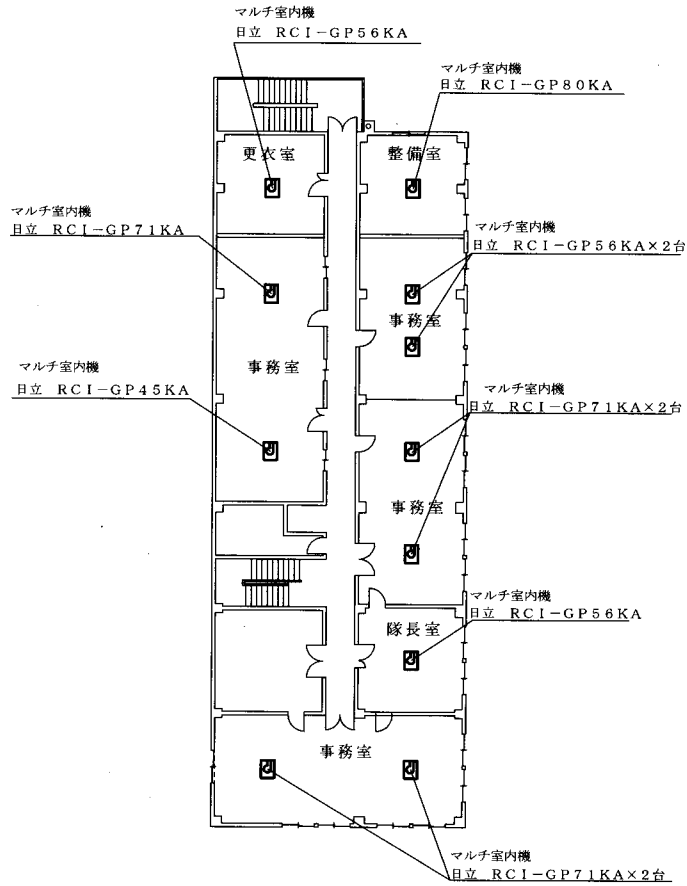 マルチ室内機
日立 RCI-GP56KA
マルチ室内機
日立 RCI-GP80KA
更衣室
整備室
マルチ室内機
日立 RCI-GP71KA
マルチ室内機
日立 RCI-GP56KA×2台
事務室
事務室
マルチ室内機
日立 RCI-GP45KA
マルチ室内機
日立 RCI-GP71KA×2台
事務室
マルチ室内機
日立 RCI-GP56KA
隊長室
事務室
マルチ室内機
日立 RCI-GP71KA×2台